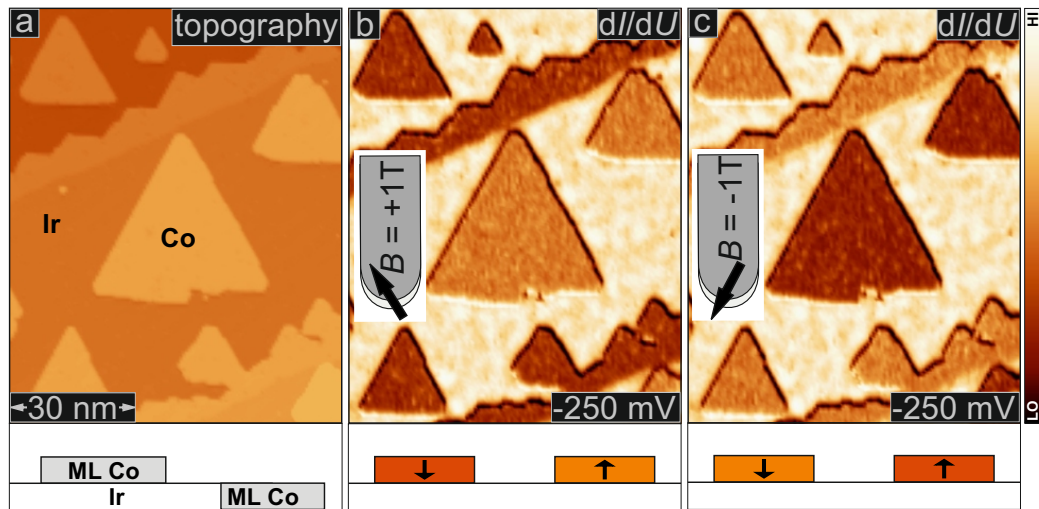 a
topography
Ir
Co
30 nm
ML Co
Ir
ML Co
b
dI/dU
B = +1T
-250 mV
↓
↑
c
dI/dU
B = -1T
-250 mV
↓
↑
HI
LO